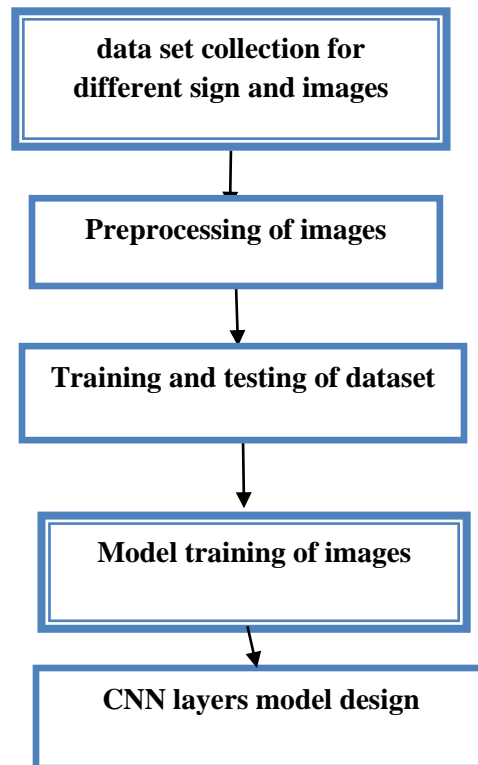 data set collection for
different sign and images
Preprocessing of images
Training and testing of dataset
Model training of images
CNN layers model design